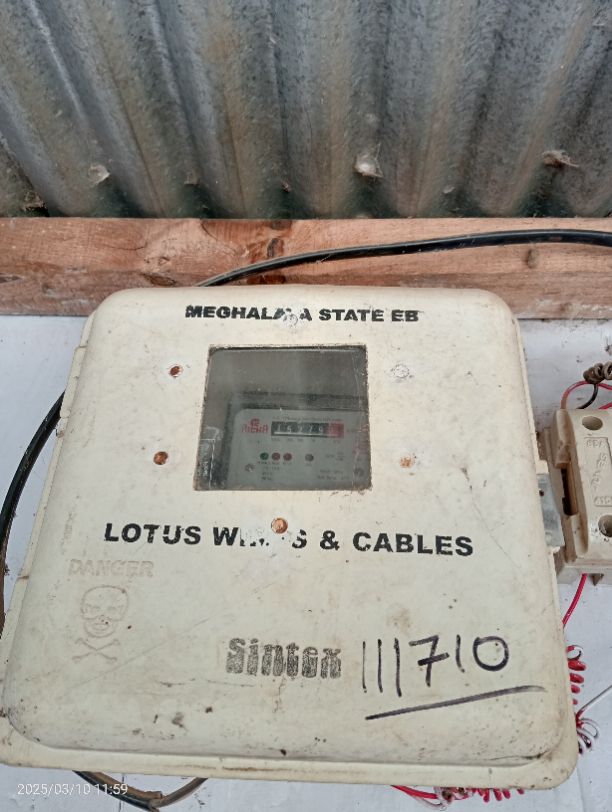 MEGHALAYA STATE EB
LOTUS WIRES & CABLES
DANGER
Sintex
111710
2025/03/10 11:59